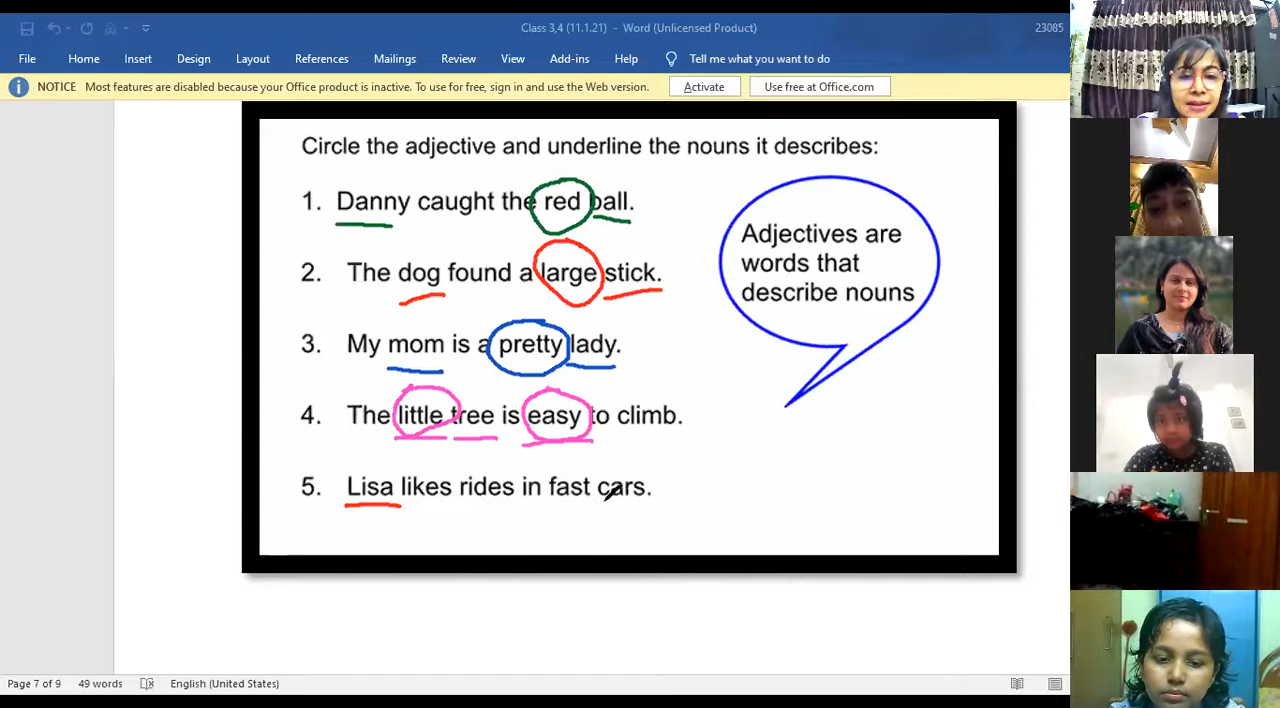 Class 3,4 (11.1.21) - Word (Unlicensed Product)
23085
File Home Insert Design Layout References Mailings Review View Add-ins Help Tell me what you want to do
NOTICE Most features are disabled because your Office product is inactive. To use for free, sign in and use the Web version. Activate Use free at Office.com
Circle the adjective and underline the nouns it describes:
1. Danny caught the red ball.
2. The dog found a large stick.
3. My mom is a pretty lady.
4. The little tree is easy to climb.
5. Lisa likes rides in fast cars.
Adjectives are
words that
describe nouns
Page 7 of 9 49 words English (United States)